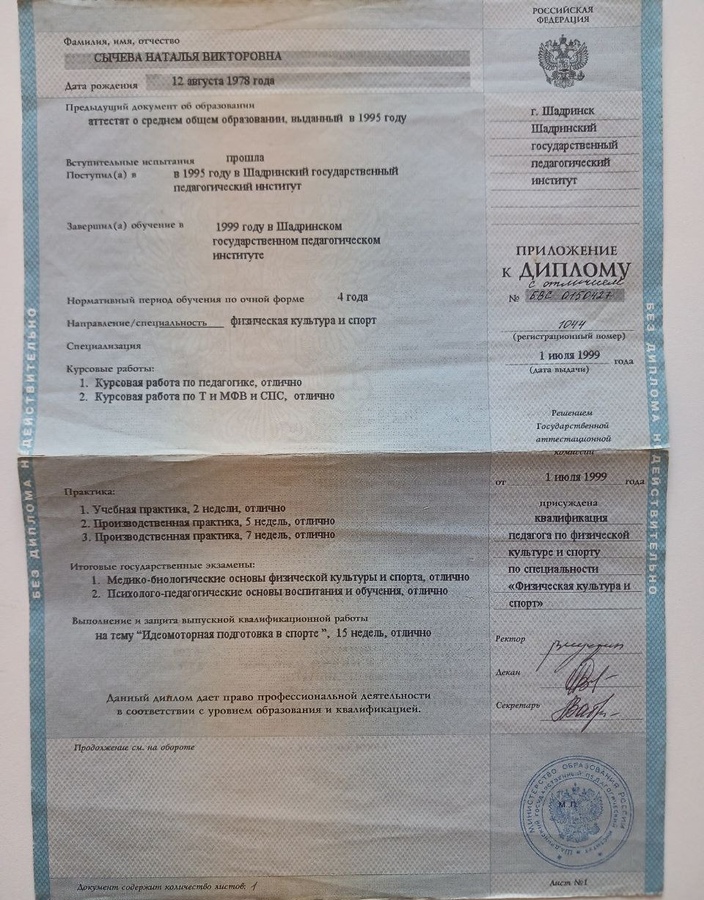 Фамилия, имя, отчество
СЫЧЕВА НАТАЛЬЯ ВИКТОРОВНА
Дата рождения 12 августа 1978 года
Предыдущий документ об образовании
аттестат о среднем общем образовании, выданный в 1995 году
Вступительные испытания прошла
Поступил(а) в в 1995 году в Шадринский государственный
педагогический институт
Завершил(а) обучение в 1999 году в Шадринском
государственном педагогическом
институте
Нормативный период обучения по очной форме 4 года
Направление/специальность физическая культура и спорт
Специализация
Курсовые работы:
1. Курсовая работа по педагогике, отлично
2. Курсовая работа по Т и МФВ и СПС, отлично
Практика:
1. Учебная практика, 2 недели, отлично
2. Производственная практика, 5 недель, отлично
3. Производственная практика, 7 недель, отлично
Итоговые государственные экзамены:
1. Медико-биологические основы физической культуры и спорта, отлично
2. Психолого-педагогические основы воспитания и обучения, отлично
Выполнение и защита выпускной квалификационной работы
на тему “Идеомоторная подготовка в спорте ”, 15 недель, отлично
Данный диплом дает право профессиональной деятельности
в соответствии с уровнем образования и квалификацией.
Продолжение см. на обороте
Документ содержит количество листов: 1
РОССИЙСКАЯ
ФЕДЕРАЦИЯ
г. Шадринск
Шадринский
государственный
педагогический
институт
ПРИЛОЖЕНИЕ
к ДИПЛОМУ
с отличием
№ БВС 0150427
1044
(регистрационный номер)
1 июля 1999 года
(дата выдачи)
Решением
Государственной
аттестационной
комиссии
от 1 июля 1999 года
присуждена
квалификация
педагога по физической
культуре и спорту
по специальности
«Физическая культура и
спорт»
Ректор
Декан
Секретарь
МИНИСТЕРСТВО ОБРАЗОВАНИЯ РОССИИ
М П
Лист №1
БЕЗ ДИПЛОМА НЕДЕЙСТВИТЕЛЬНО
БЕЗ ДИПЛОМА НЕДЕЙСТВИТЕЛЬНО